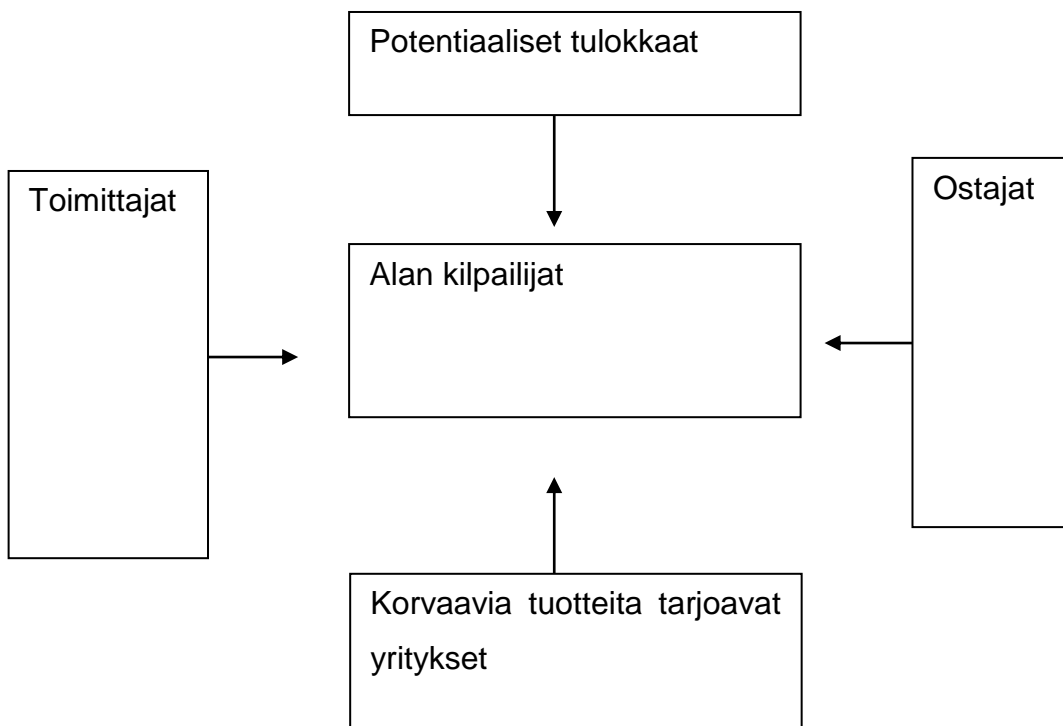 Potentiaaliset tulokkaat
Toimittajat
Ostajat
Alan kilpailijat
Korvaavia tuotteita tarjoavat
yritykset